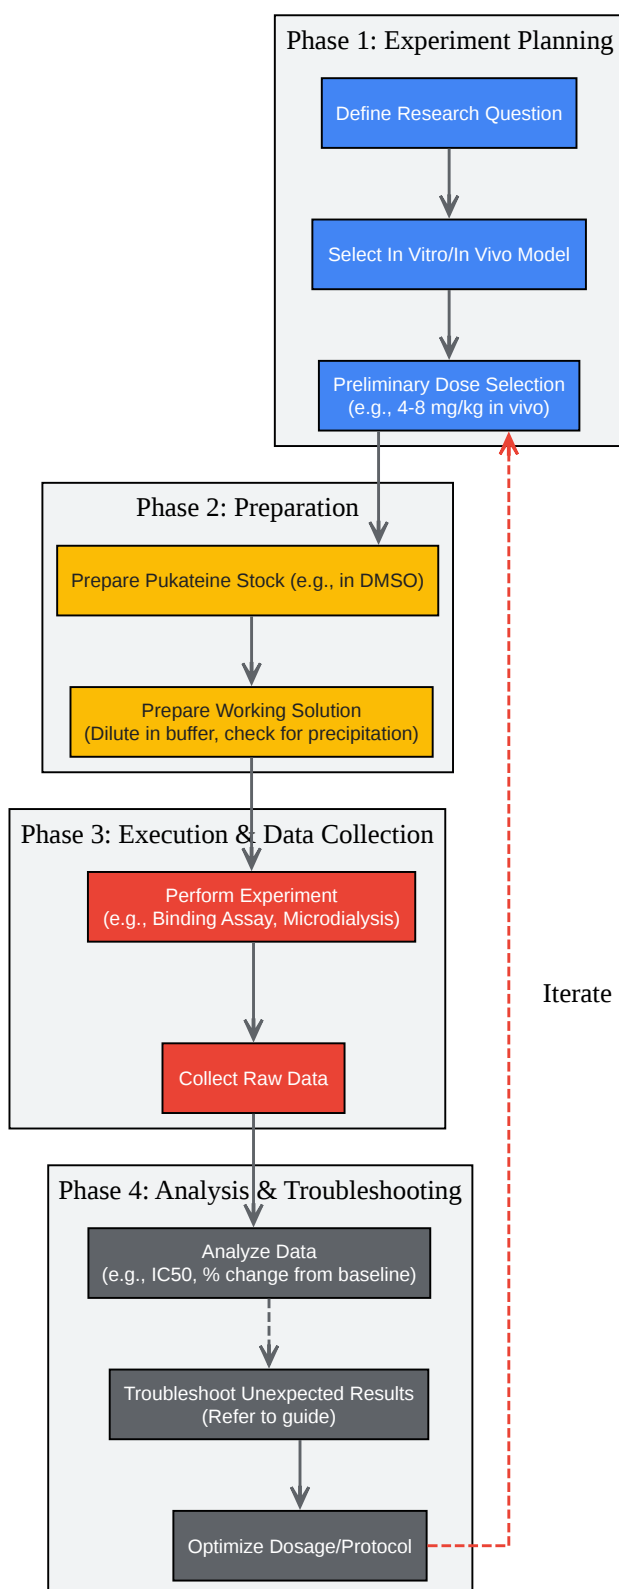 Phase 1: Experiment Planning
Define Research Question
Select In Vitro/In Vivo Model
Preliminary Dose Selection
(e.g., 4-8 mg/kg in vivo)
Phase 2: Preparation
Prepare Pukateine Stock (e.g., in DMSO)
Prepare Working Solution
(Dilute in buffer, check for precipitation)
Phase 3: Execution & Data Collection
Perform Experiment
(e.g., Binding Assay, Microdialysis)
Iterate
Collect Raw Data
Phase 4: Analysis & Troubleshooting
Analyze Data
(e.g., IC50, % change from baseline)
Troubleshoot Unexpected Results
(Refer to guide)
Optimize Dosage/Protocol